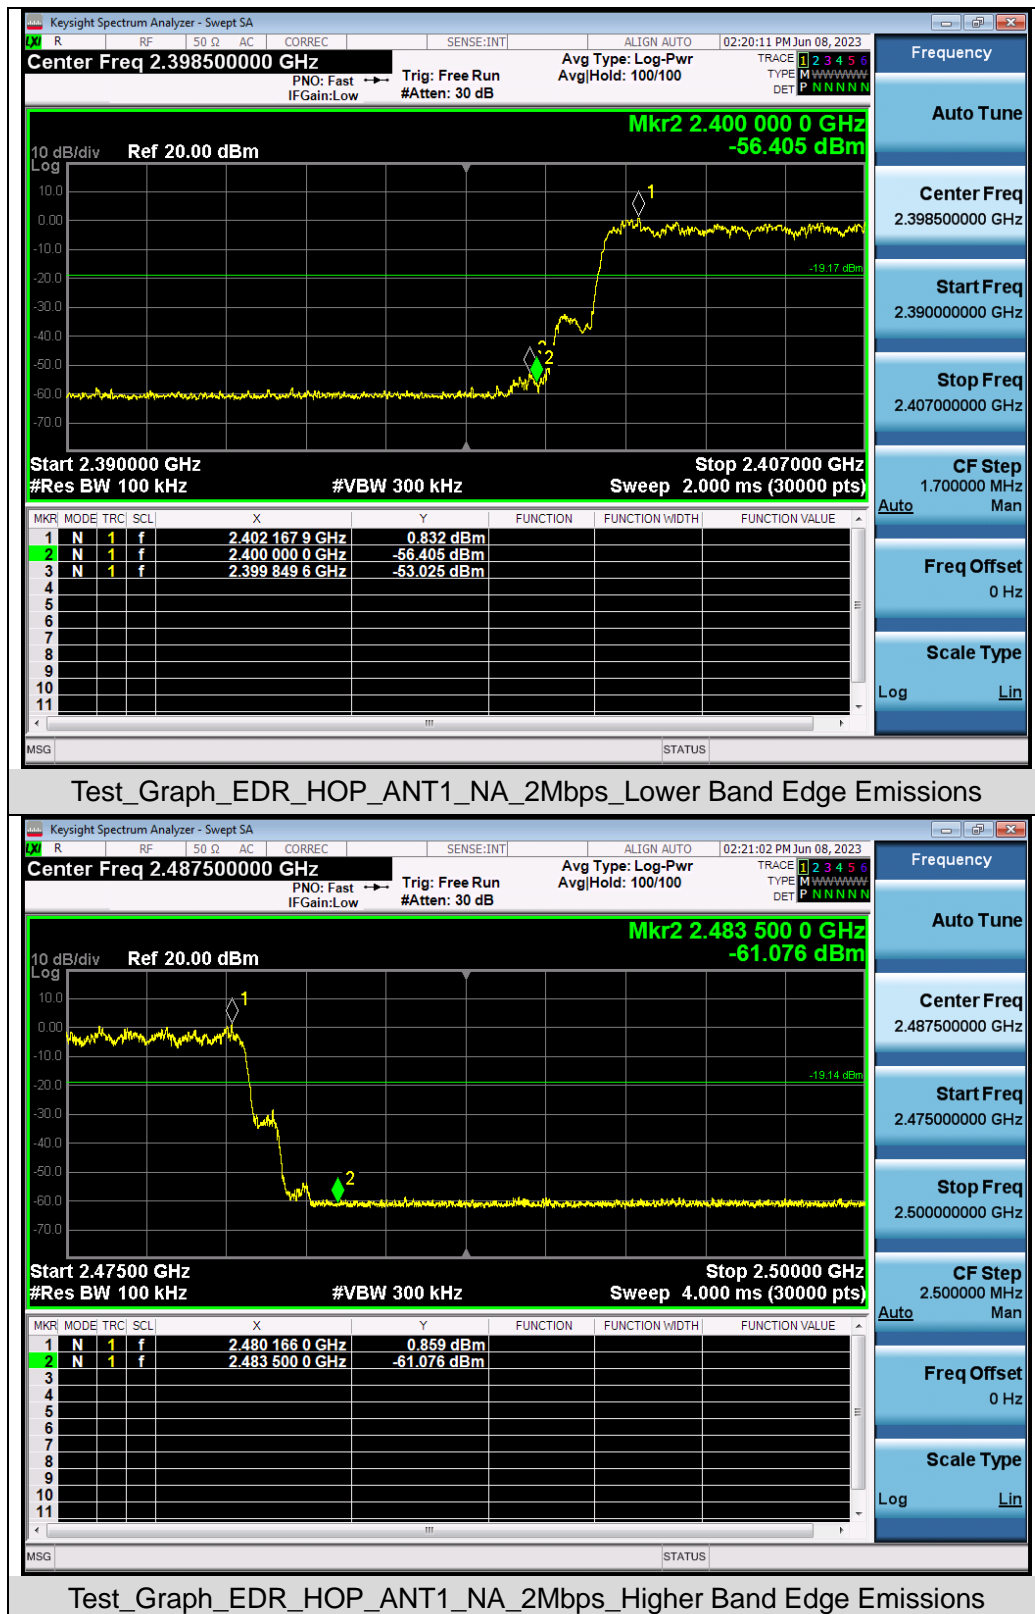 Keysight Spectrum Analyzer - Swept SA
LXI R RF 50 Ω AC CORREC SENSE:INT ALIGN AUTO 02:20:11 PM Jun 08, 2023
Center Freq 2.398500000 GHz
PNO: Fast
IFGain:Low
Trig: Free Run
#Atten: 30 dB
Avg Type: Log-Pwr
Avg|Hold: 100/100
TRACE 1 2 3 4 5 6
TYPE M W W W W W
DET P N N N N N
Mkr2 2.400 000 0 GHz
-56.405 dBm
10 dB/div Ref 20.00 dBm
Log
10.0
0.00
-10.0
-20.0
-30.0
-40.0
-50.0
-60.0
-70.0
1
-19.17 dBm
2
Start 2.390000 GHz Stop 2.407000 GHz
#Res BW 100 kHz #VBW 300 kHz Sweep 2.000 ms (30000 pts)
MKR MODE TRC SCL X Y FUNCTION FUNCTION WIDTH FUNCTION VALUE
1 N 1 f 2.402 167 9 GHz 0.832 dBm
2 N 1 f 2.400 000 0 GHz -56.405 dBm
3 N 1 f 2.399 849 6 GHz -53.025 dBm
4
5
6
7
8
9
10
11
MSG STATUS
Frequency
Auto Tune
Center Freq
2.398500000 GHz
Start Freq
2.390000000 GHz
Stop Freq
2.407000000 GHz
CF Step
1.700000 MHz
Auto Man
Freq Offset
0 Hz
Scale Type
Log Lin
Test_Graph_EDR_HOP_ANT1_NA_2Mbps_Lower Band Edge Emissions
Keysight Spectrum Analyzer - Swept SA
LXI R RF 50 Ω AC CORREC SENSE:INT ALIGN AUTO 02:21:02 PM Jun 08, 2023
Center Freq 2.487500000 GHz
PNO: Fast
IFGain:Low
Trig: Free Run
#Atten: 30 dB
Avg Type: Log-Pwr
Avg|Hold: 100/100
TRACE 1 2 3 4 5 6
TYPE M W W W W W
DET P N N N N N
Mkr2 2.483 500 0 GHz
-61.076 dBm
10 dB/div Ref 20.00 dBm
Log
10.0
0.00
-10.0
-20.0
-30.0
-40.0
-50.0
-60.0
-70.0
1
-19.14 dBm
2
Start 2.47500 GHz Stop 2.50000 GHz
#Res BW 100 kHz #VBW 300 kHz Sweep 4.000 ms (30000 pts)
MKR MODE TRC SCL X Y FUNCTION FUNCTION WIDTH FUNCTION VALUE
1 N 1 f 2.480 166 0 GHz 0.859 dBm
2 N 1 f 2.483 500 0 GHz -61.076 dBm
3
4
5
6
7
8
9
10
11
MSG STATUS
Frequency
Auto Tune
Center Freq
2.487500000 GHz
Start Freq
2.475000000 GHz
Stop Freq
2.500000000 GHz
CF Step
2.500000 MHz
Auto Man
Freq Offset
0 Hz
Scale Type
Log Lin
Test_Graph_EDR_HOP_ANT1_NA_2Mbps_Higher Band Edge Emissions